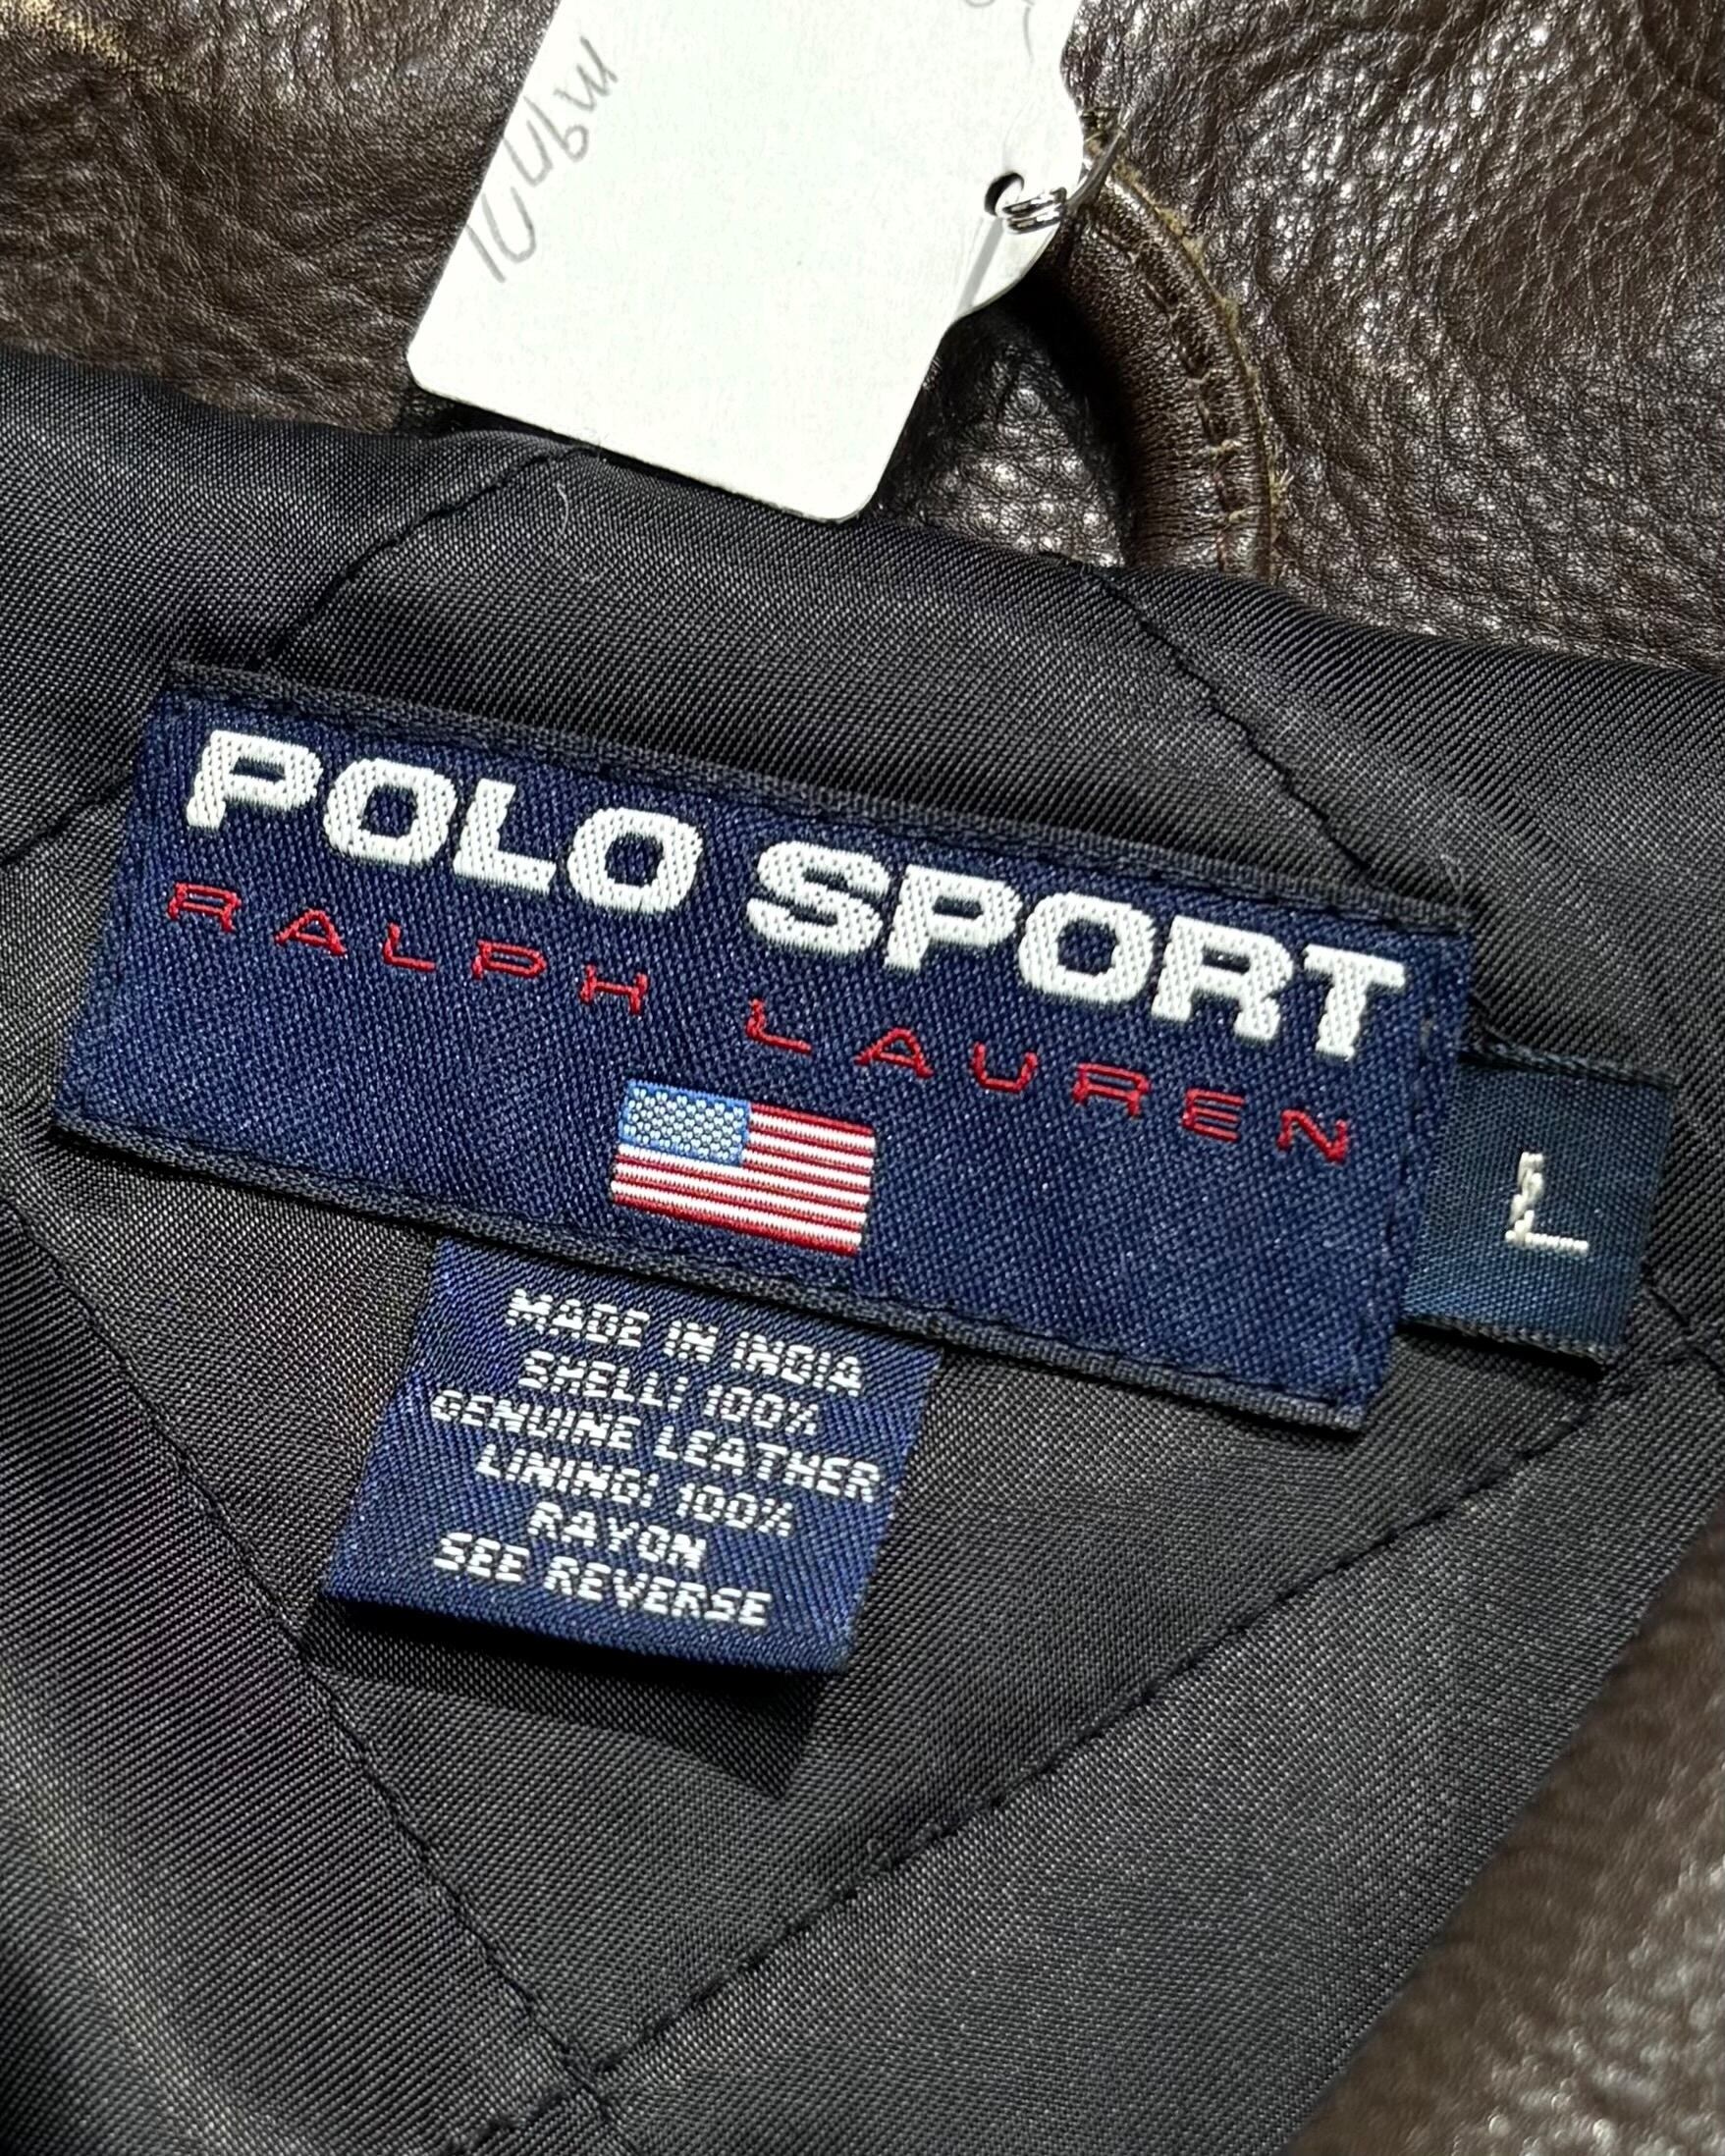 POLO SPORT
RALPH LAUREN
L
MADE IN INDIA
SHELL: 100%
GENUINE LEATHER
LINING: 100%
RAYON
SEE REVERSE